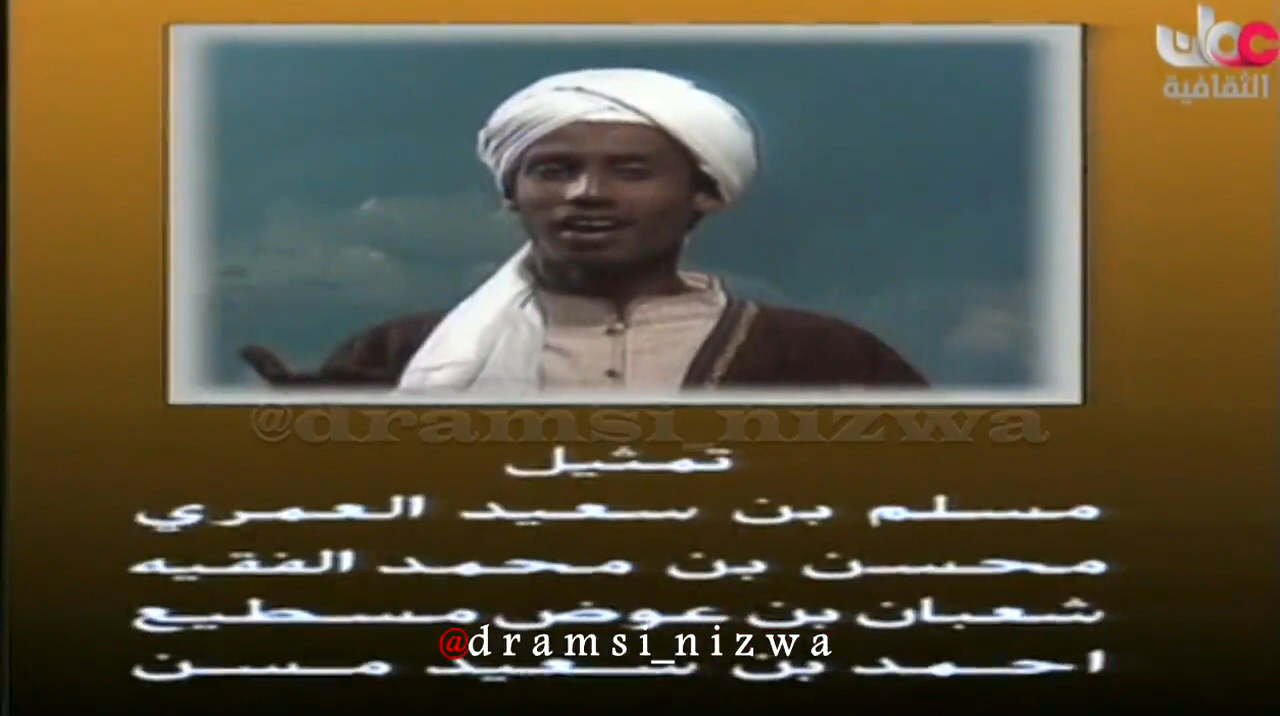 عمان
الثقافية
@dramsi_nizwa
تمثيل
مسلم بن سعيد العمري
محسن بن محمد الفقيه
شعبان بن عوض مسطيع
@dramsi_nizwa
احمد بن سعيد مسن